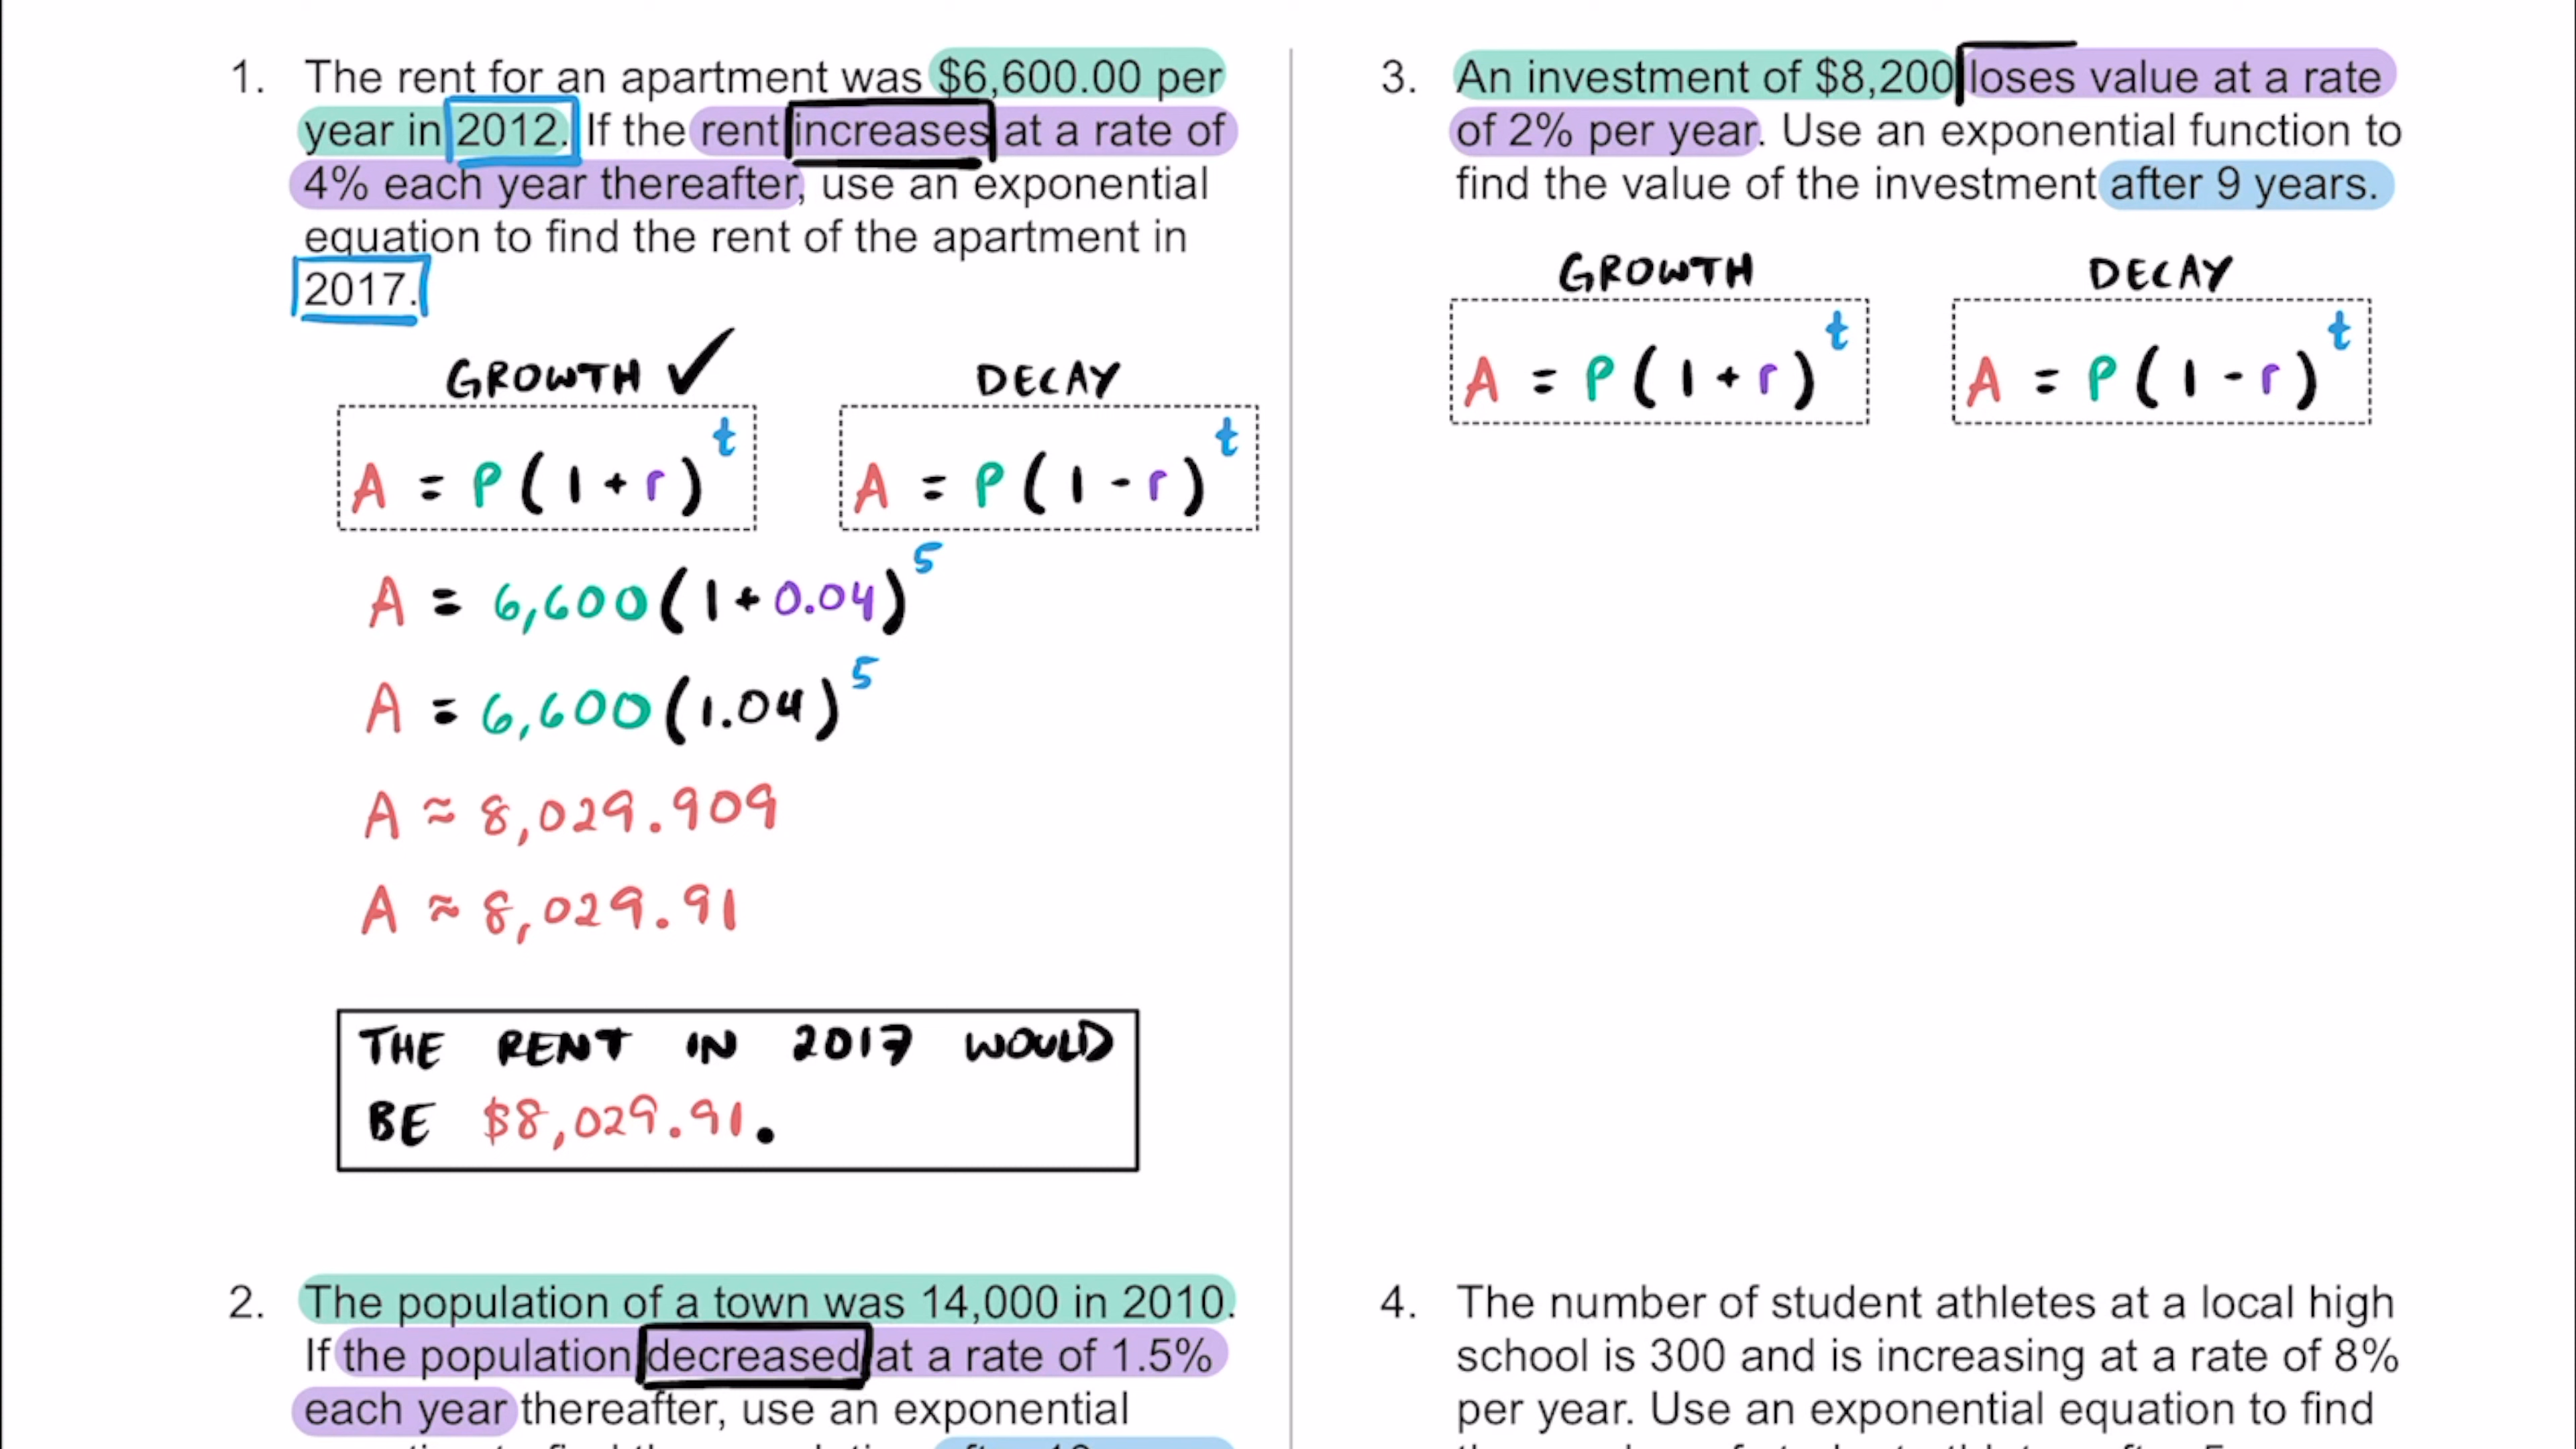 1. The rent for an apartment was $6,600.00 per
year in 2012. If the rent increases at a rate of
4% each year thereafter, use an exponential
equation to find the rent of the apartment in
2017.
GROWTH ✓ DECAY
A = P(1+r)^t A = P(1-r)^t
A = 6,600(1+0.04)^5
A = 6,600(1.04)^5
A ≈ 8,029.909
A ≈ 8,029.91
THE RENT IN 2017 WOULD
BE $8,029.91.
2. The population of a town was 14,000 in 2010.
If the population decreased at a rate of 1.5%
each year thereafter, use an exponential
3. An investment of $8,200 loses value at a rate
of 2% per year. Use an exponential function to
find the value of the investment after 9 years.
GROWTH DECAY
A = P(1+r)^t A = P(1-r)^t
4. The number of student athletes at a local high
school is 300 and is increasing at a rate of 8%
per year. Use an exponential equation to find